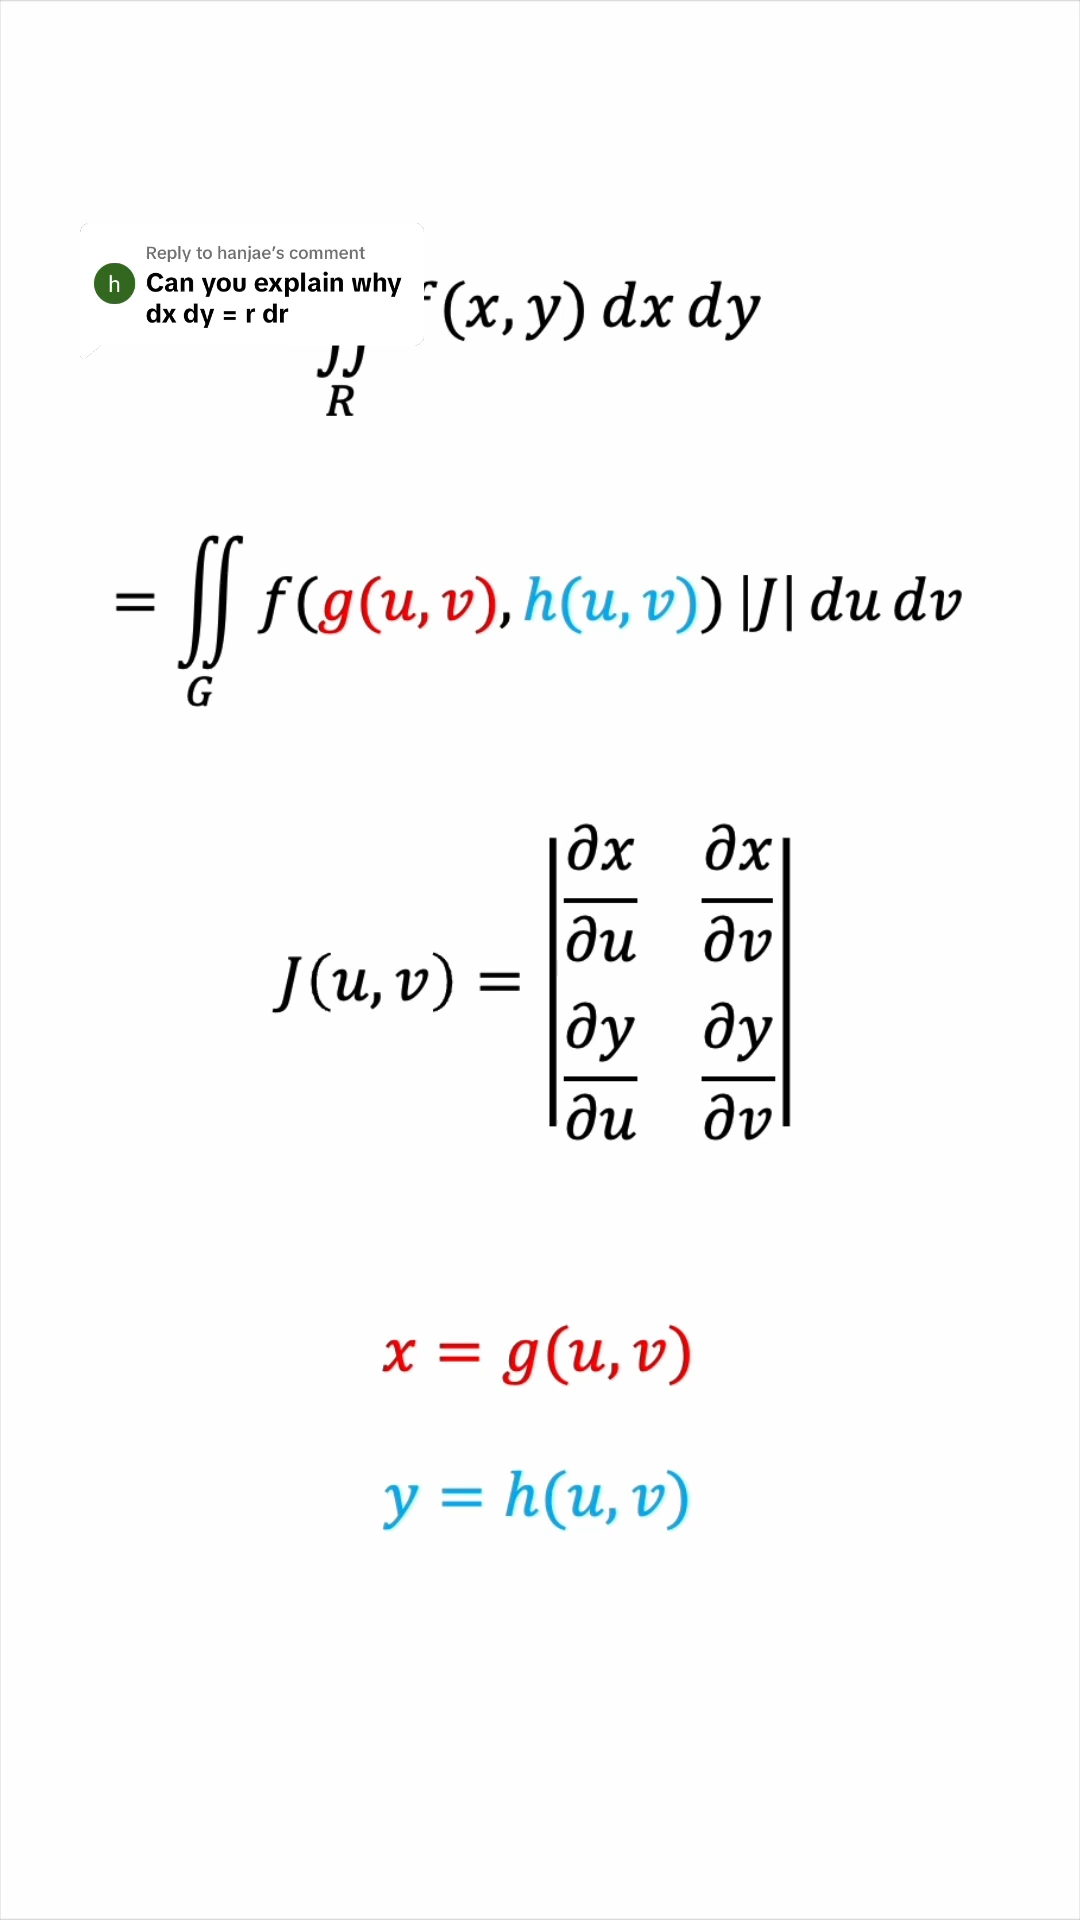 Reply to hanjae's comment
h
Can you explain why
dx dy = r dr
(x, y) dx dy
R
= ∬ f(g(u, v), h(u, v)) |J| du dv
G
J(u, v) = | ∂x/∂u ∂x/∂v |
| ∂y/∂u ∂y/∂v |
x = g(u, v)
y = h(u, v)